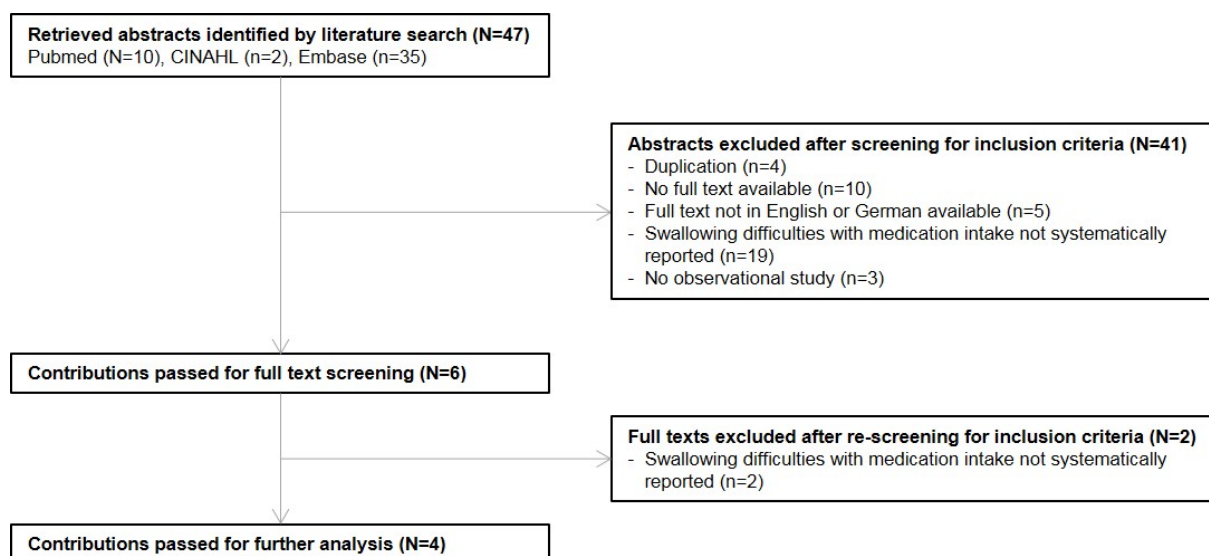 Retrieved abstracts identified by literature search (N=47)
Pubmed (N=10), CINAHL (n=2), Embase (n=35)
Abstracts excluded after screening for inclusion criteria (N=41)
- Duplication (n=4)
- No full text available (n=10)
- Full text not in English or German available (n=5)
- Swallowing difficulties with medication intake not systematically
reported (n=19)
- No observational study (n=3)
Contributions passed for full text screening (N=6)
Full texts excluded after re-screening for inclusion criteria (N=2)
- Swallowing difficulties with medication intake not systematically
reported (n=2)
Contributions passed for further analysis (N=4)